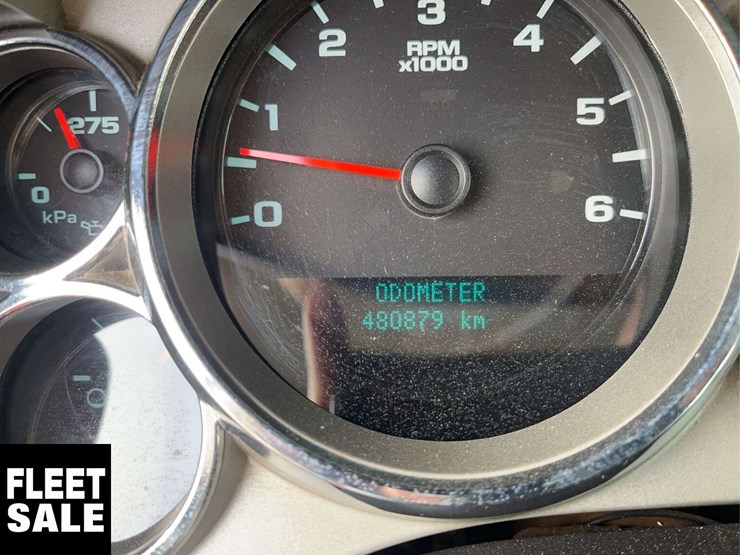 3
2
4
RPM
x1000
1
5
275
0
0
6
kPa
ODOMETER
480879 km
FLEET
SALE